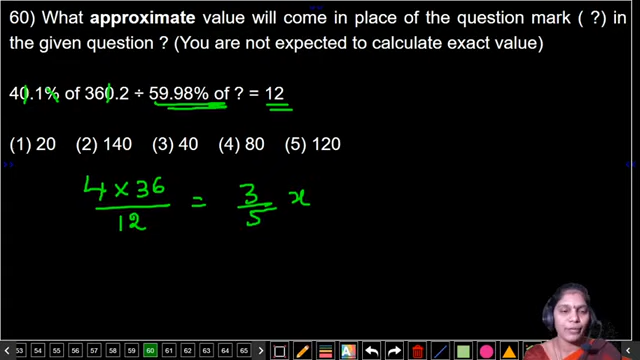 60) What approximate value will come in place of the question mark ( ?) in
the given question ? (You are not expected to calculate exact value)
40.1% of 360.2 ÷ 59.98% of ? = 12
(1) 20 (2) 140 (3) 40 (4) 80 (5) 120
4 × 36 / 12 = 3 / 5 x
53 54 55 56 57 58 59 60 61 62 63 64 65